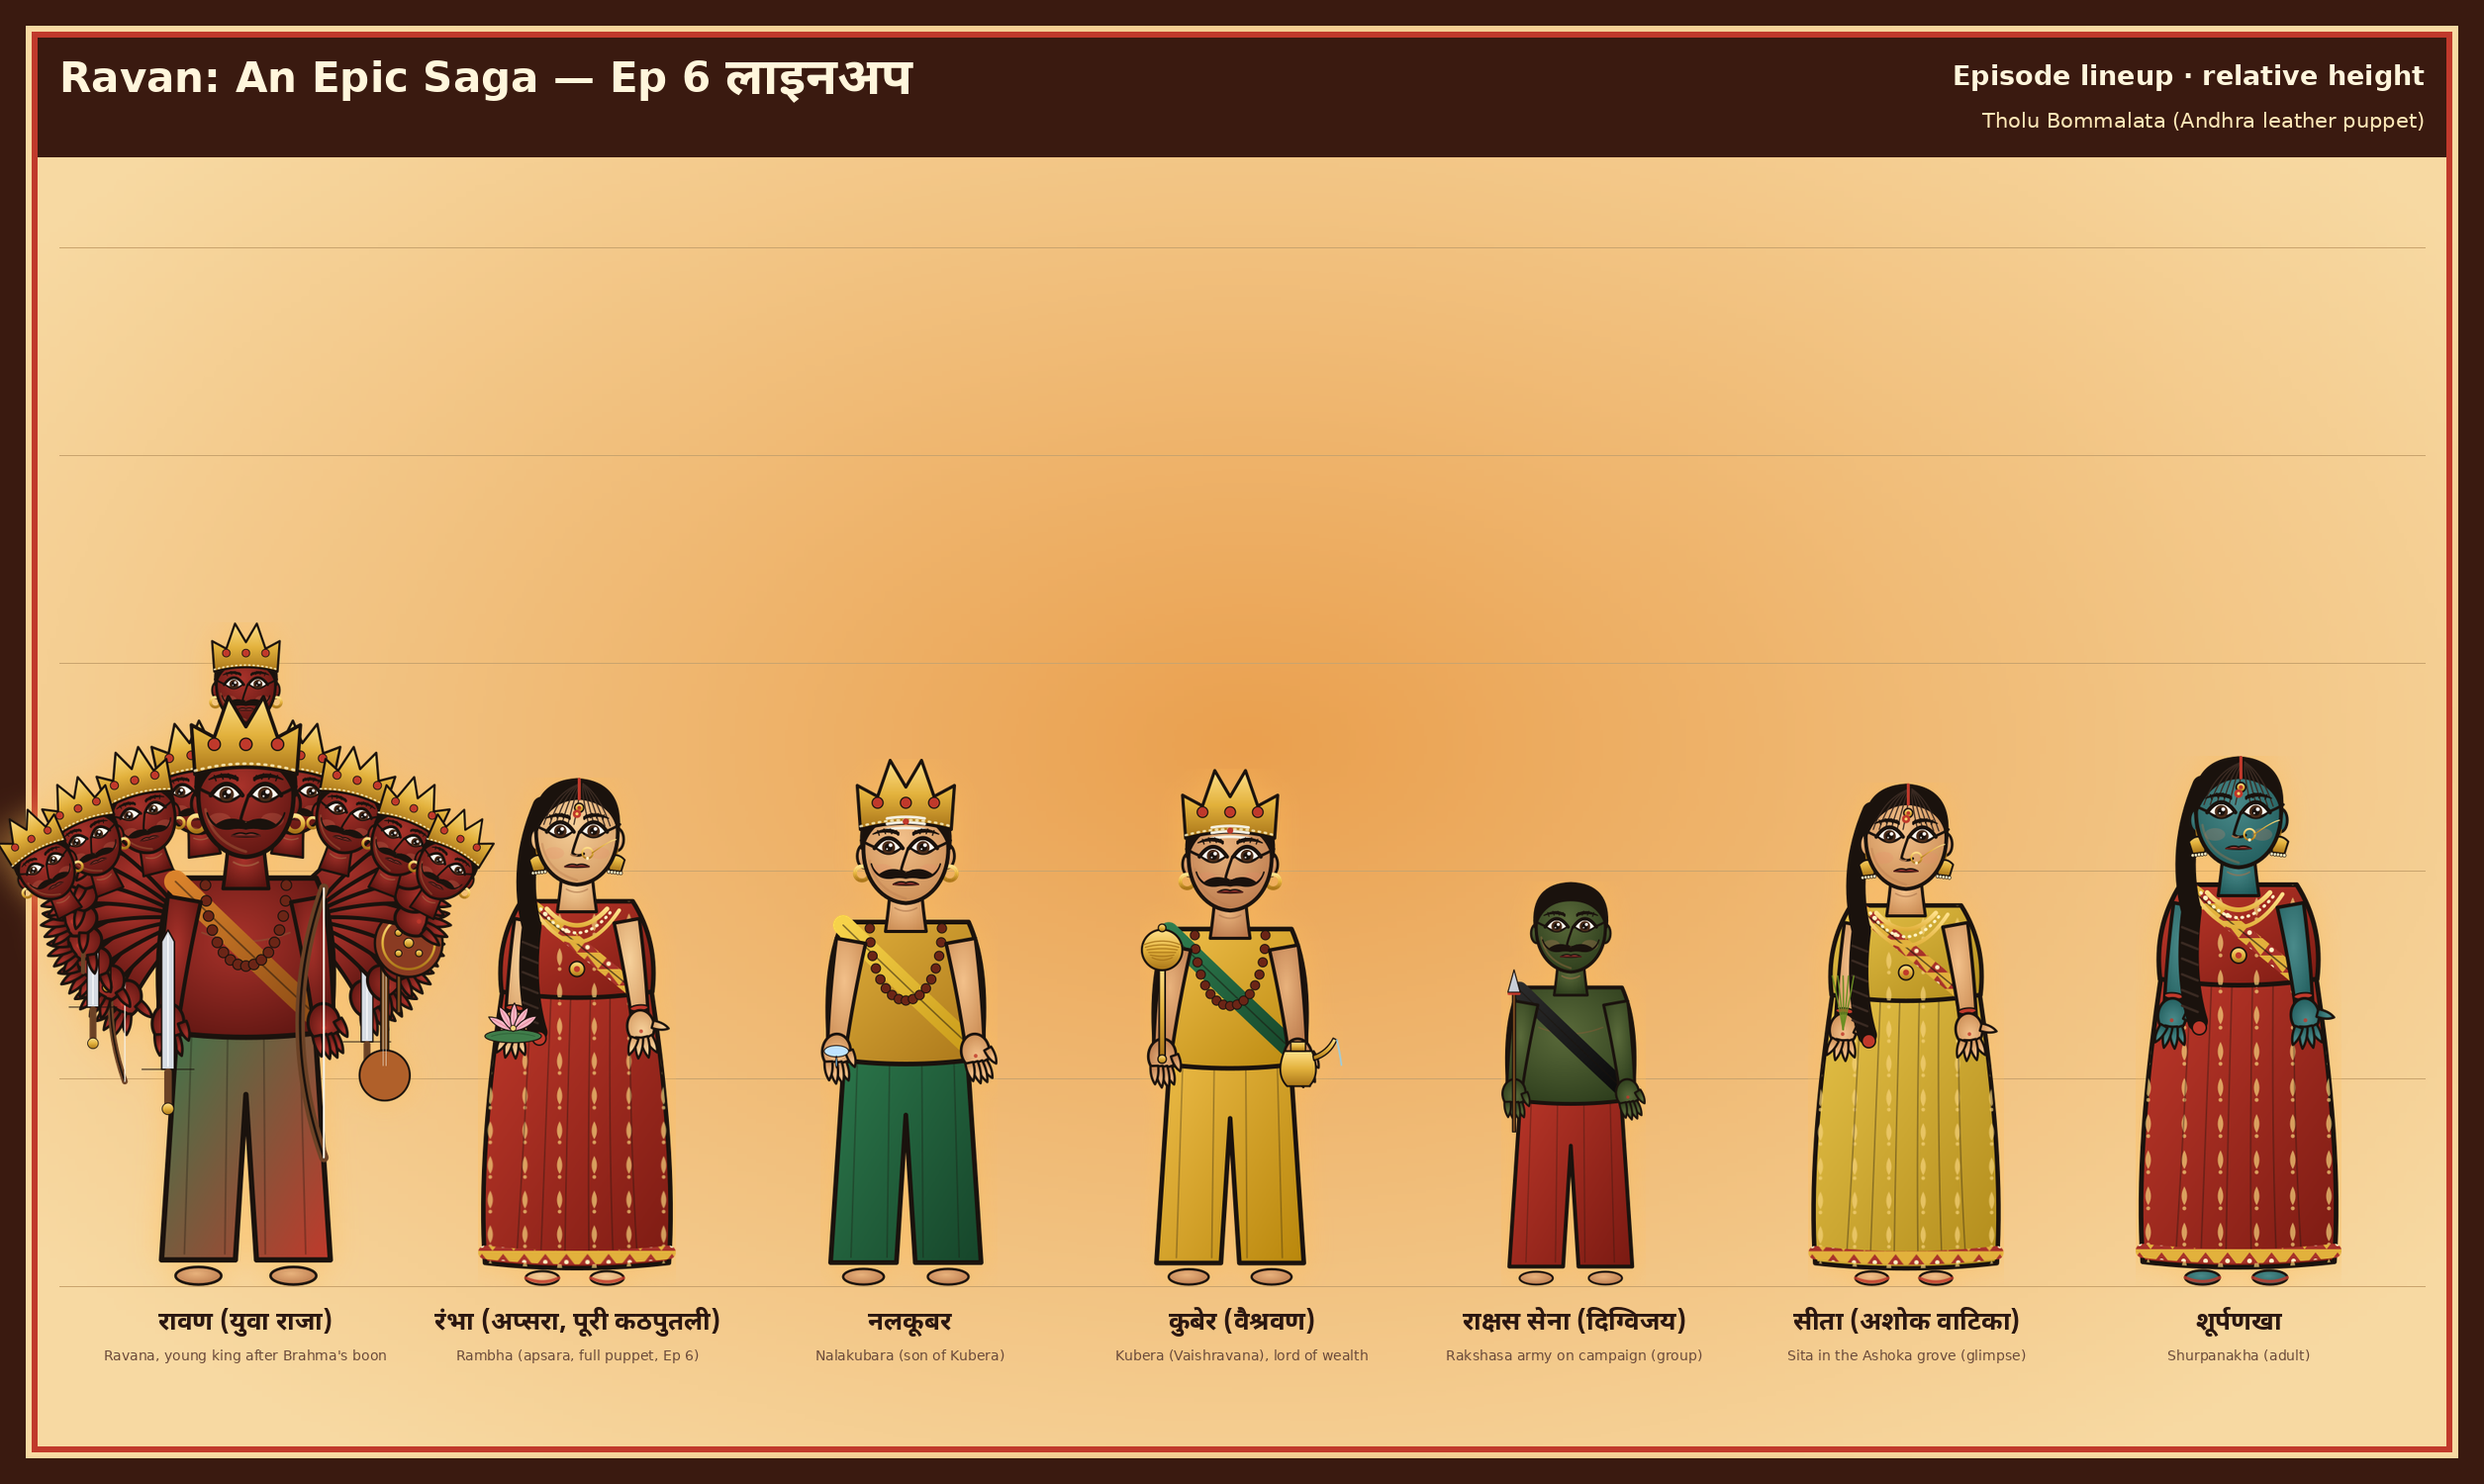 Ravan: An Epic Saga — Ep 6 लाइनअप
Episode lineup · relative height
Tholu Bommalata (Andhra leather puppet)
रावण (युवा राजा)
रंभा (अप्सरा, पूरी कठपुतली)
नलकूबर
कुबेर (वैश्रवण)
राक्षस सेना (दिग्विजय)
सीता (अशोक वाटिका)
शूर्पणखा
Ravana, young king after Brahma's boon
Rambha (apsara, full puppet, Ep 6)
Nalakubara (son of Kubera)
Kubera (Vaishravana), lord of wealth
Rakshasa army on campaign (group)
Sita in the Ashoka grove (glimpse)
Shurpanakha (adult)